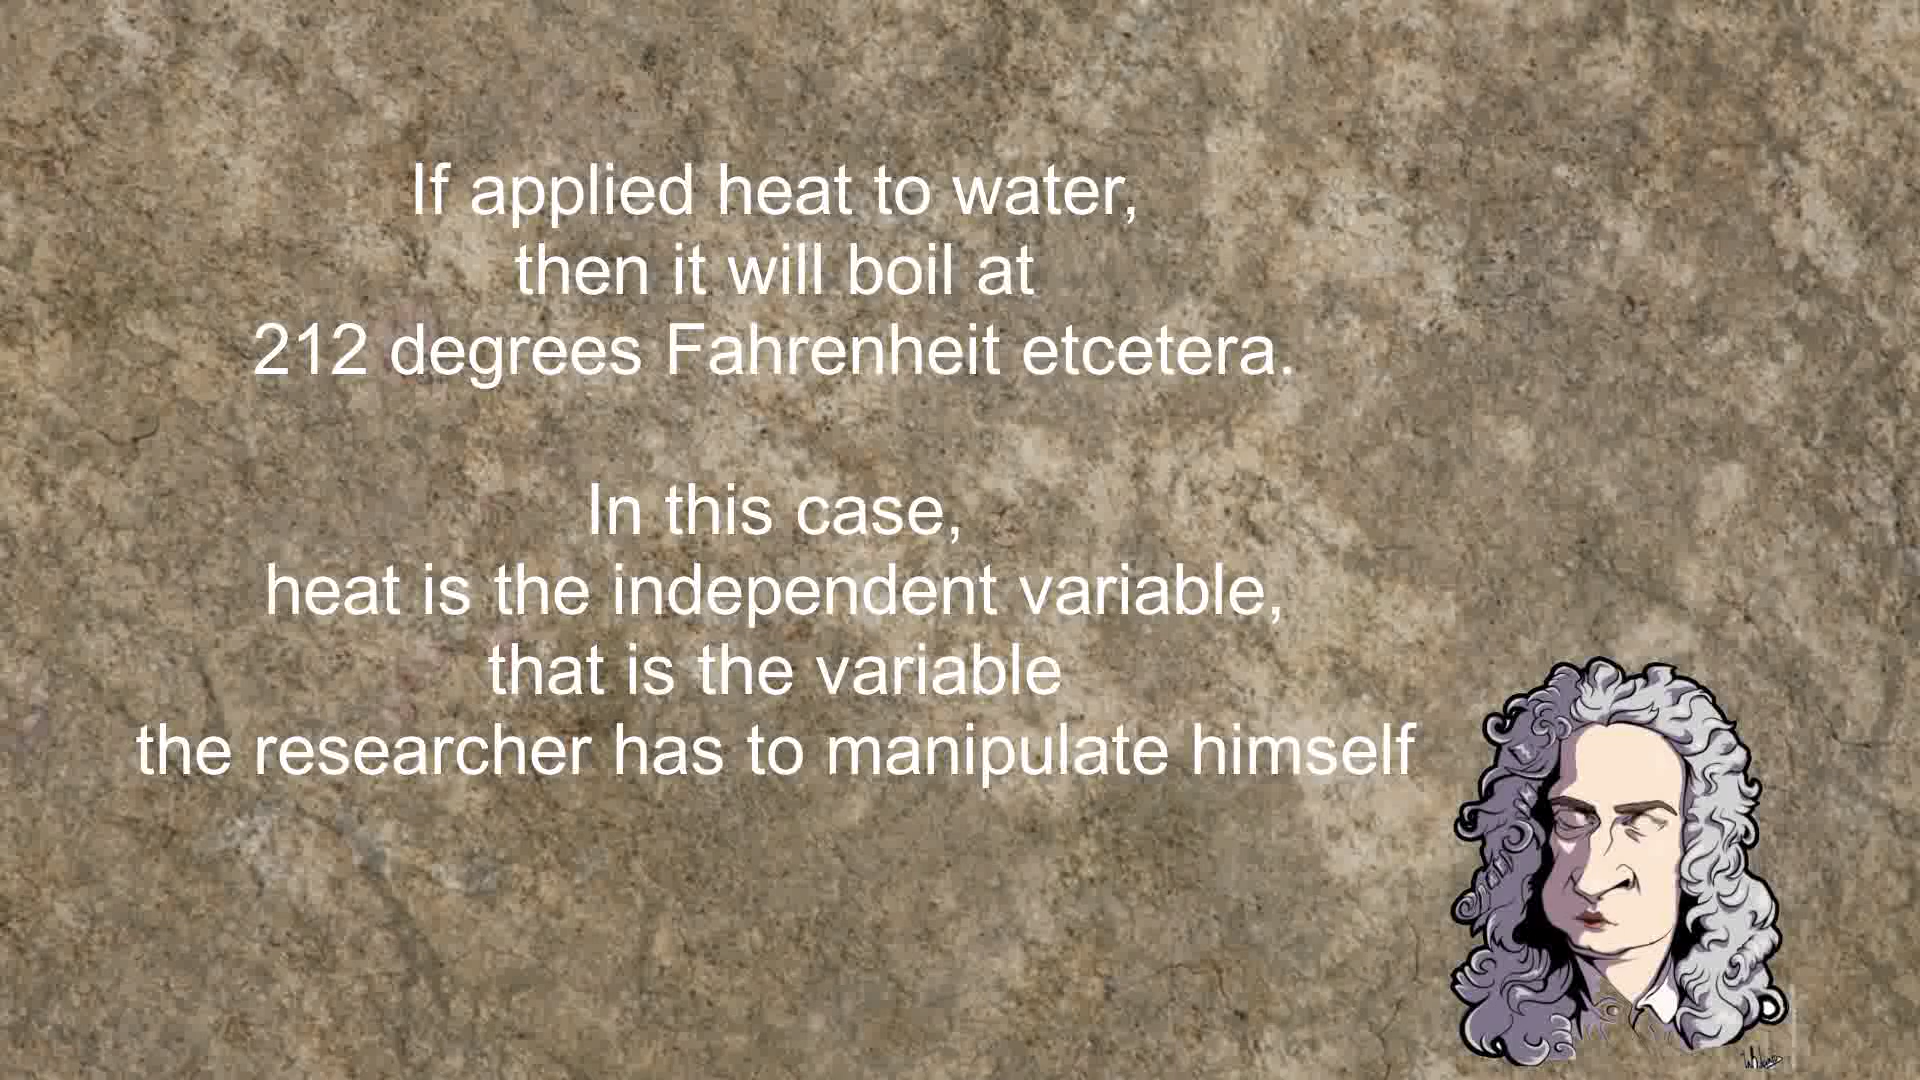 If applied heat to water,
then it will boil at
212 degrees Fahrenheit etcetera.
In this case,
heat is the independent variable,
that is the variable
the researcher has to manipulate himself